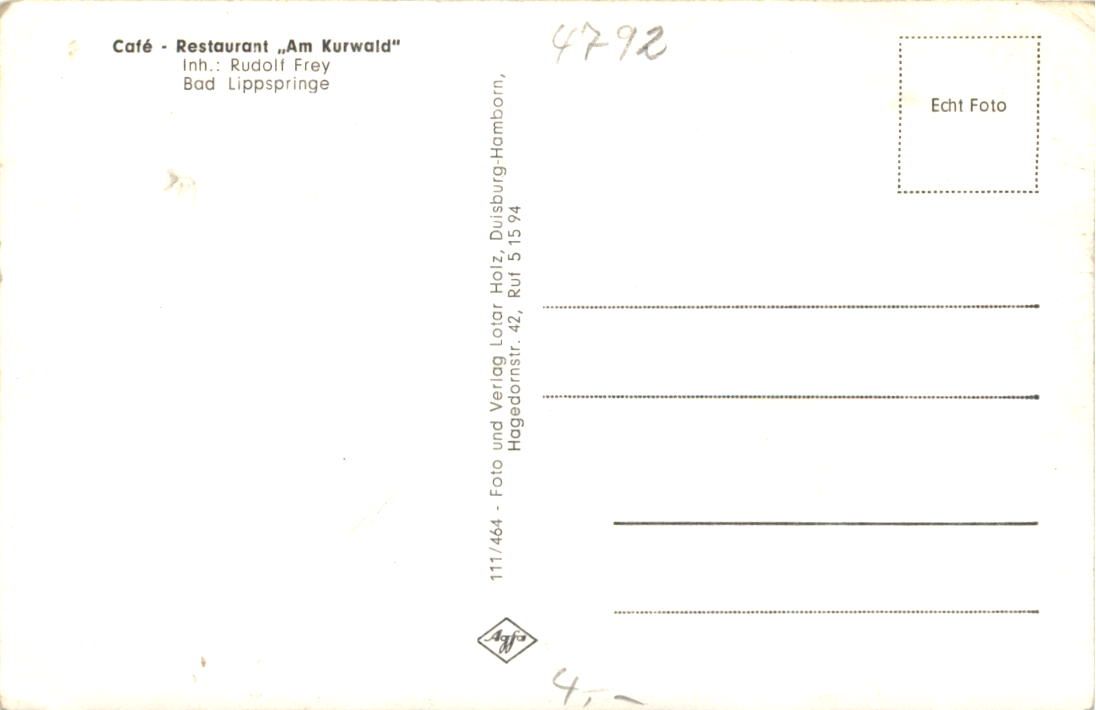 Café - Restaurant „Am Kurwald"
Inh.: Rudolf Frey
Bad Lippspringe
4792
Echt Foto
111/464 - Foto und Verlag Lotar Holz, Duisburg-Hamborn,
Hagedornstr. 42, Ruf 5 15 94
Agfa
4,-